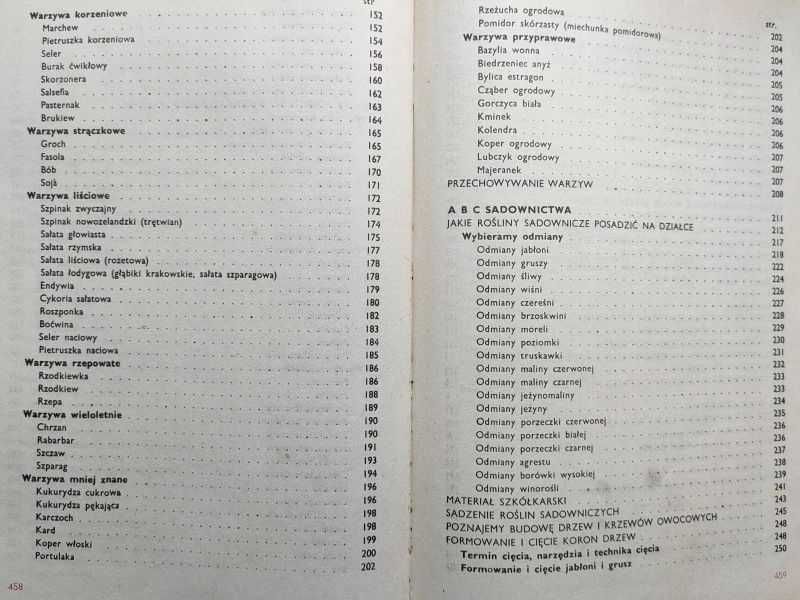 str
Warzywa korzeniowe 152
Marchew 152
Pietruszka korzeniowa 154
Seler 156
Burak ćwikłowy 158
Skorzonera 160
Salsefia 162
Pasternak 163
Brukiew 164
Warzywa strączkowe 165
Groch 165
Fasola 167
Bób 170
Soja 171
Warzywa liściowe 172
Szpinak zwyczajny 172
Szpinak nowozelandzki (trętwian) 174
Sałata głowiasta 175
Sałata rzymska 177
Sałata liściowa (rozetowa) 178
Sałata łodygowa (głąbiki krakowskie, sałata szparagowa) 178
Endywia 179
Cykoria sałatowa 180
Roszponka 182
Boćwina 183
Seler naciowy 184
Pietruszka naciowa 185
Warzywa rzepowate 186
Rzodkiewka 186
Rzodkiew 188
Rzepa 189
Warzywa wieloletnie 190
Chrzan 190
Rabarbar 191
Szczaw 193
Szparag 194
Warzywa mniej znane 196
Kukurydza cukrowa 196
Kukurydza pękająca 198
Karczoch 198
Kard 199
Koper włoski 200
Portulaka 202
458
str.
Rzeżucha ogrodowa 202
Pomidor skórzasty (miechunka pomidorowa) 204
Warzywa przyprawowe 204
Bazylia wonna 204
Biedrzeniec anyż 205
Bylica estragon 205
Cząber ogrodowy 206
Gorczyca biała 206
Kminek 206
Kolendra 206
Koper ogrodowy 207
Lubczyk ogrodowy 207
Majeranek 207
PRZECHOWYWANIE WARZYW 208
A B C SADOWNICTWA 211
JAKIE ROŚLINY SADOWNICZE POSADZIĆ NA DZIAŁCE 212
Wybieramy odmiany 217
Odmiany jabłoni 218
Odmiany gruszy 222
Odmiany śliwy 224
Odmiany wiśni 226
Odmiany czereśni 227
Odmiany brzoskwini 228
Odmiany moreli 229
Odmiany poziomki 230
Odmiany truskawki 231
Odmiany maliny czerwonej 232
Odmiany maliny czarnej 233
Odmiany jeżynomaliny 233
Odmiany jeżyny 234
Odmiany porzeczki czerwonej 235
Odmiany porzeczki białej 236
Odmiany porzeczki czarnej 236
Odmiany agrestu 237
Odmiany borówki wysokiej 238
Odmiany winorośli 239
MATERIAŁ SZKÓŁKARSKI 241
SADZENIE ROŚLIN SADOWNICZYCH 243
POZNAJEMY BUDOWĘ DRZEW I KRZEWÓW OWOCOWYCH 245
FORMOWANIE I CIĘCIE KORON DRZEW 248
Termin cięcia, narzędzia i technika cięcia 248
Formowanie i cięcie jabłoni i grusz 250
459